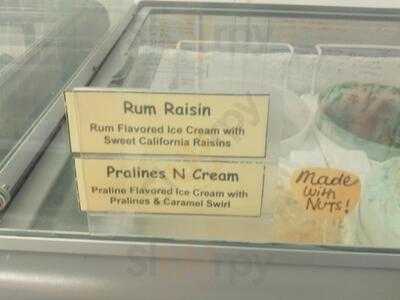 Rum Raisin
Rum Flavored Ice Cream with
Sweet California Raisins
Pralines N Cream
Praline Flavored Ice Cream with
Pralines & Caramel Swirl
Made
with
Nuts!